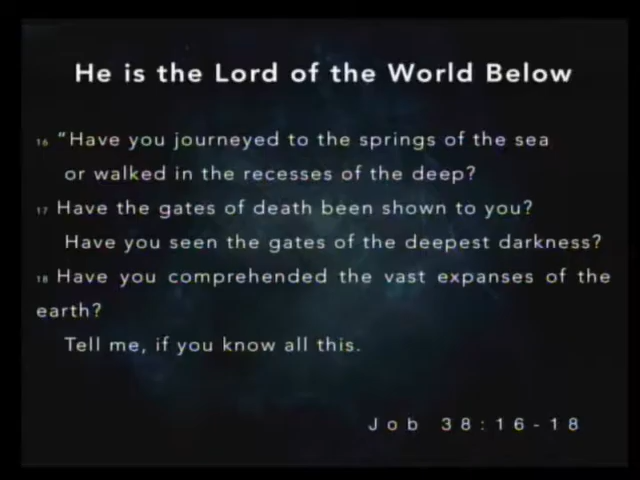 He is the Lord of the World Below
16 “Have you journeyed to the springs of the sea
or walked in the recesses of the deep?
17 Have the gates of death been shown to you?
Have you seen the gates of the deepest darkness?
18 Have you comprehended the vast expanses of the
earth?
Tell me, if you know all this.
Job 38:16-18